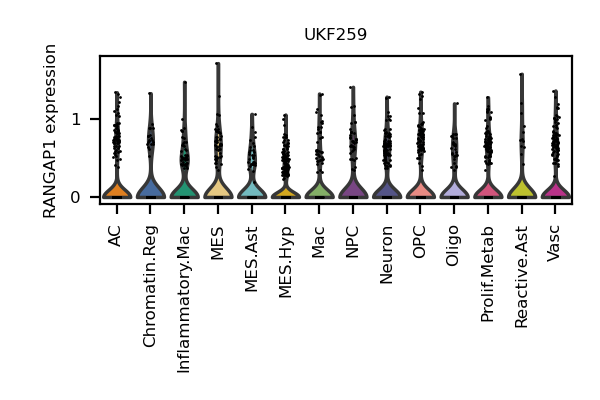 UKF259
RANGAP1 expression
1
0
AC
Chromatin.Reg
Inflammatory.Mac
MES
MES.Ast
MES.Hyp
Mac
NPC
Neuron
OPC
Oligo
Prolif.Metab
Reactive.Ast
Vasc